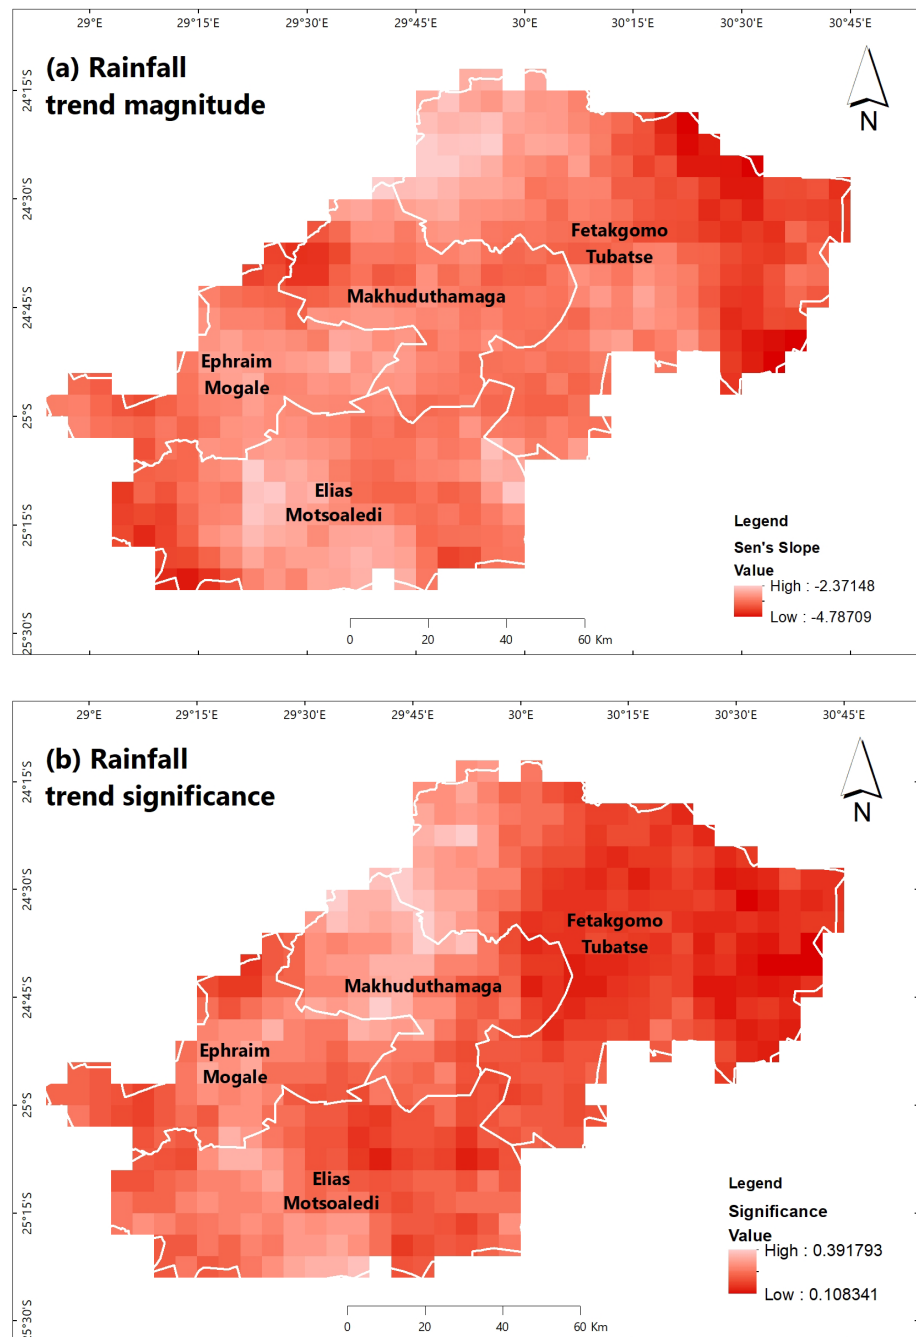 29°E 29°15'E 29°30'E 29°45'E 30°E 30°15'E 30°30'E 30°45'E
(a) Rainfall
trend magnitude
N
24°15'S
24°30'S
24°45'S
25°S
25°15'S
25°30'S
Fetakgomo
Tubatse
Makhuduthamaga
Ephraim
Mogale
Elias
Motsoaledi
Legend
Sen's Slope
Value
High : -2.37148
Low : -4.78709
0 20 40 60 Km
29°E 29°15'E 29°30'E 29°45'E 30°E 30°15'E 30°30'E 30°45'E
(b) Rainfall
trend significance
N
24°15'S
24°30'S
24°45'S
25°S
25°15'S
25°30'S
Fetakgomo
Tubatse
Makhuduthamaga
Ephraim
Mogale
Elias
Motsoaledi
Legend
Significance
Value
High : 0.391793
Low : 0.108341
0 20 40 60 Km